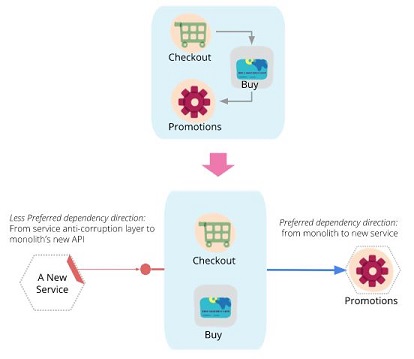 Checkout
Buy
Promotions
Less Preferred dependency direction:
From service anti-corruption layer to
monolith's new API
Preferred dependency direction:
from monolith to new service
A New
Service
Checkout
Buy
Promotions